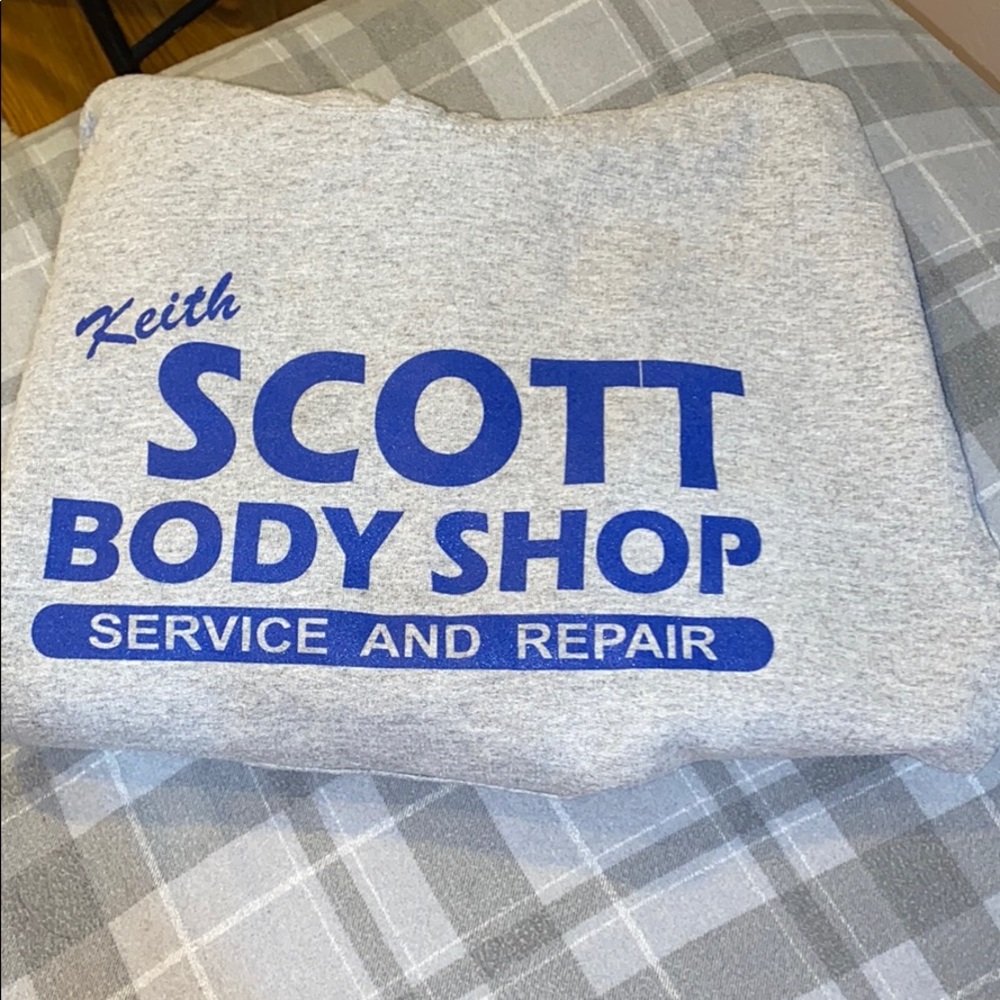 Keith
SCOTT
BODY SHOP
SERVICE AND REPAIR